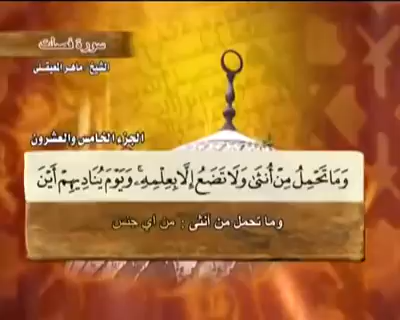 سورة فصلت
الشيخ . ماهر المعيقلي
الجزء الخامس والعشرون
وَمَا تَحْمِلُ مِنْ أُنثَىٰ وَلَا تَضَعُ إِلَّا بِعِلْمِهِ ۚ وَيَوْمَ يُنَادِيهِمْ أَيْنَ
وما تحمل من أنثى : من أي جنس